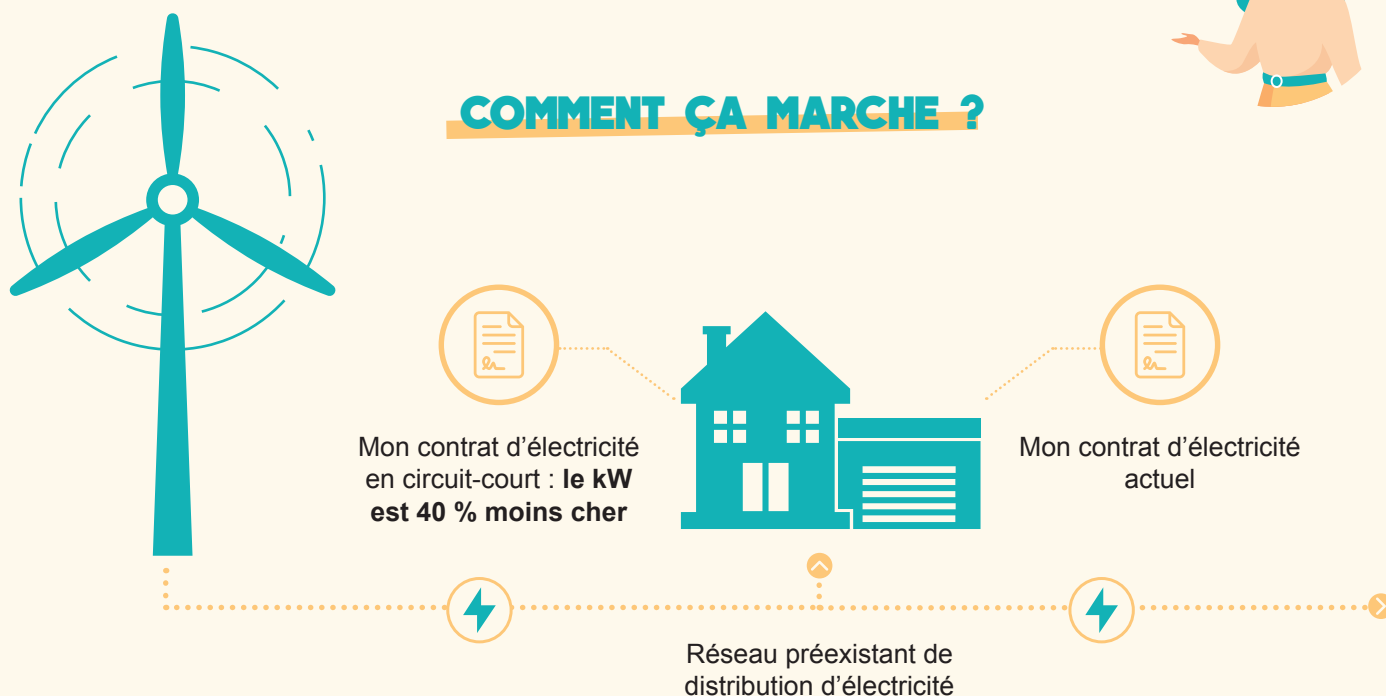 COMMENT ÇA MARCHE ?
Mon contrat d’électricité
en circuit-court : le kW
est 40 % moins cher
Mon contrat d’électricité
actuel
Réseau préexistant de
distribution d’électricité